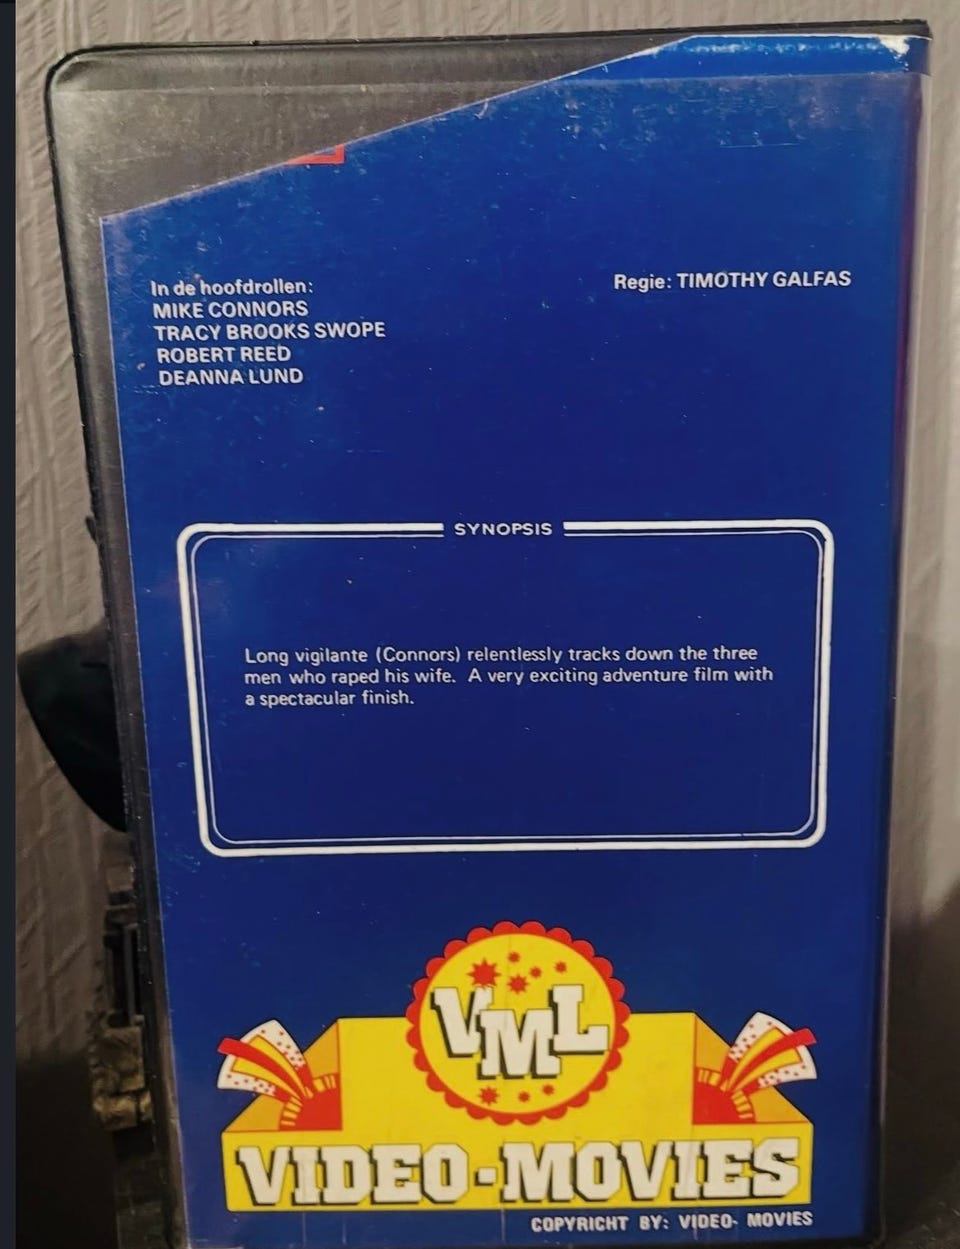 In de hoofdrollen:
MIKE CONNORS
TRACY BROOKS SWOPE
ROBERT REED
DEANNA LUND
Regie: TIMOTHY GALFAS
SYNOPSIS
Long vigilante (Connors) relentlessly tracks down the three
men who raped his wife. A very exciting adventure film with
a spectacular finish.
VML
VIDEO-MOVIES
COPYRIGHT BY: VIDEO- MOVIES